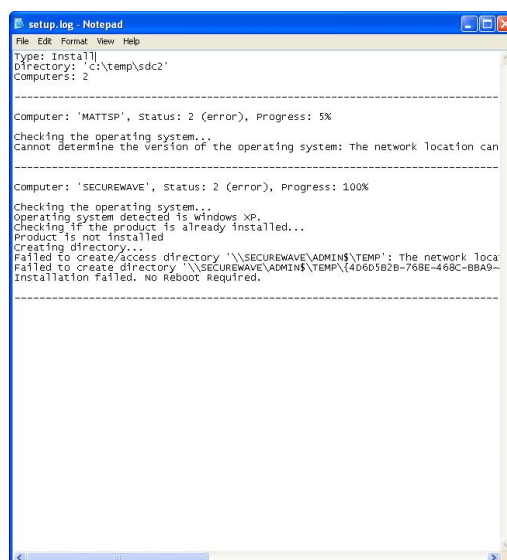 setup.log - Notepad
File Edit Format View Help
Type: Install
Directory: 'c:\temp\sdc2'
Computers: 2
--------------------------------------------------------------------
Computer: 'MATTSP', Status: 2 (error), Progress: 5%
Checking the operating system...
Cannot determine the version of the operating system: The network location can
--------------------------------------------------------------------
Computer: 'SECUREWAVE', Status: 2 (error), Progress: 100%
Checking the operating system...
Operating system detected is Windows XP.
Checking if the product is already installed...
Product is not installed
Creating directory...
Failed to create/access directory '\\SECUREWAVE\ADMIN$\TEMP': The network loca
Failed to create directory '\\SECUREWAVE\ADMIN$\TEMP\{4D6D5B2B-768E-468C-BBA9-
Installation failed. No Reboot Required.
--------------------------------------------------------------------